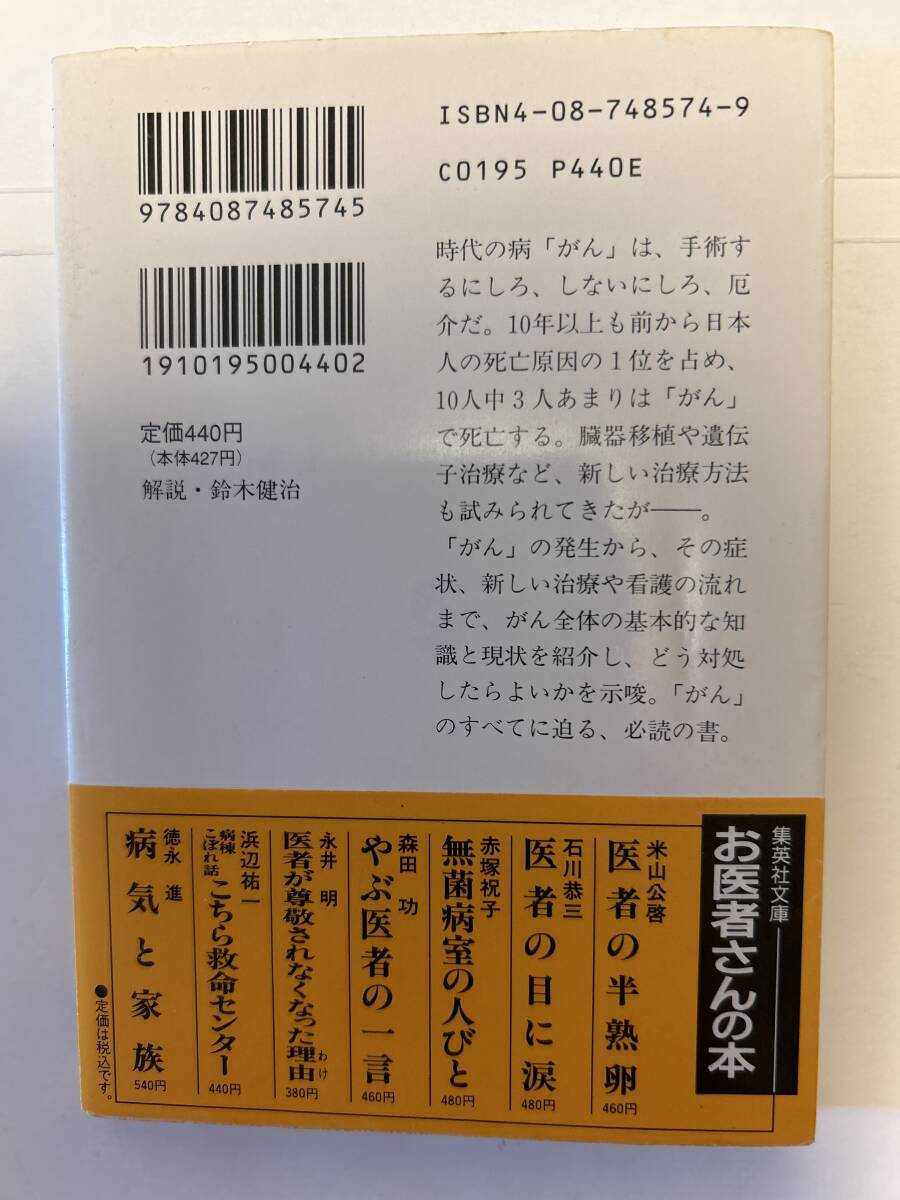 ISBN4-08-748574-9
C0195 P440E
9784087485745
1910195004402
定価440円
（本体427円）
解説・鈴木健治
時代の病「がん」は、手術す
るにしろ、しないにしろ、厄
介だ。10年以上も前から日本
人の死亡原因の１位を占め、
10人中３人あまりは「がん」
で死亡する。臓器移植や遺伝
子治療など、新しい治療方法
も試みられてきたが――。
「がん」の発生から、その症
状、新しい治療や看護の流れ
まで、がん全体の基本的な知
識と現状を紹介し、どう対処
したらよいかを示唆。「がん」
のすべてに迫る、必読の書。
集英社文庫
お医者さんの本
米山公啓
医者の半熟卵
460円
石川恭三
医者の目に涙
480円
赤塚祝子
無菌病室の人びと
480円
森田 功
やぶ医者の一言
460円
永井 明
医者が尊敬されなくなった理由
わけ
380円
浜辺祐一
病棟こぼれ話
こちら救命センター
440円
徳永 進
病気と家族
540円
●定価は税込です。